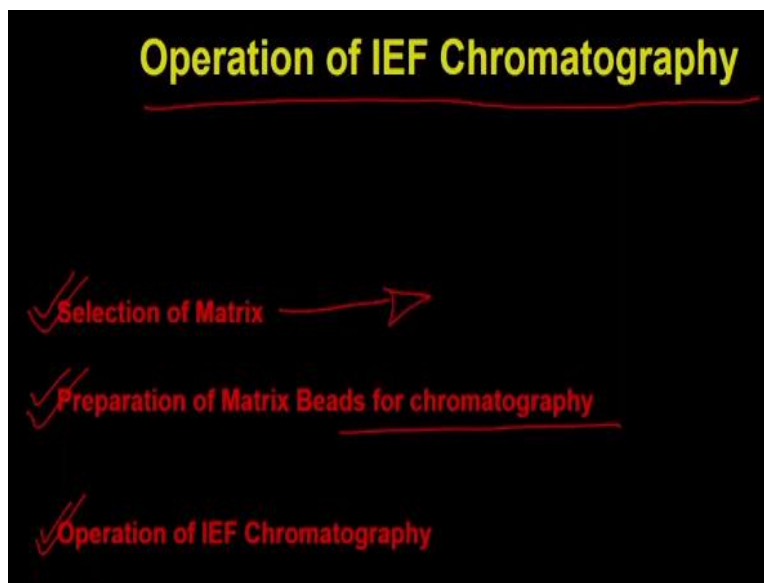 Operation of IEF Chromatography
Selection of Matrix
Preparation of Matrix Beads for chromatography
Operation of IEF Chromatography